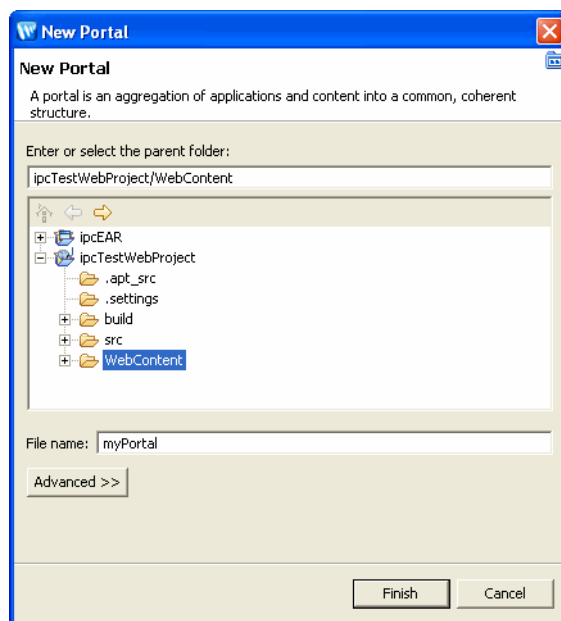 New Portal
New Portal
A portal is an aggregation of applications and content into a common, coherent
structure.
Enter or select the parent folder:
ipcTestWebProject/WebContent
ipcEAR
ipcTestWebProject
.apt_src
.settings
build
src
WebContent
File name: myPortal
Advanced >>
Finish Cancel